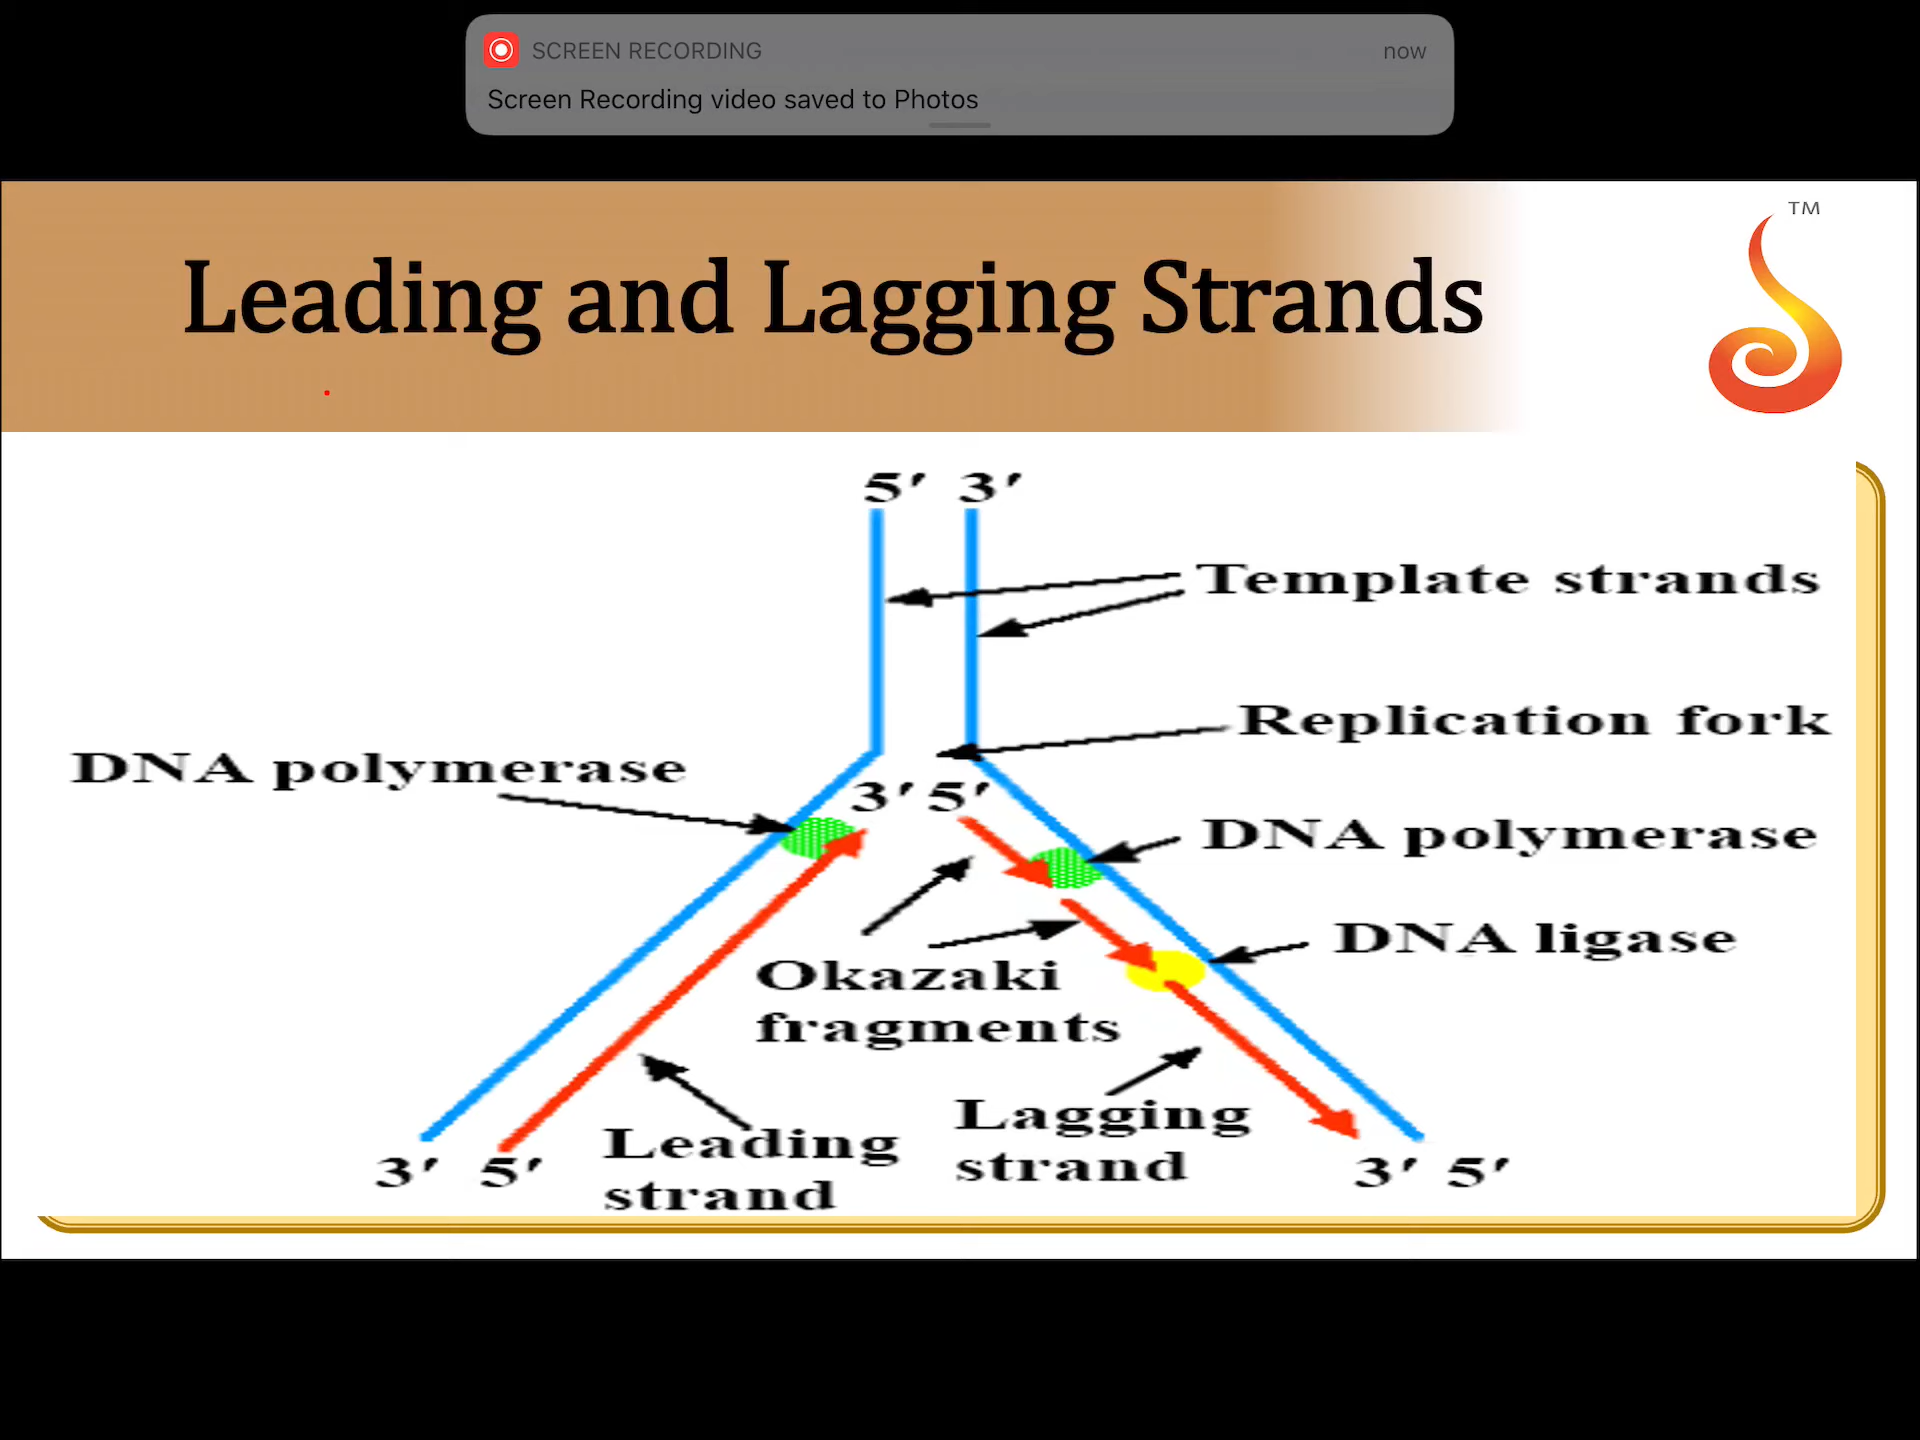 SCREEN RECORDING now
Screen Recording video saved to Photos
TM
Leading and Lagging Strands
5′ 3′
Template strands
Replication fork
DNA polymerase
3′ 5′
DNA polymerase
DNA ligase
Okazaki
fragments
Lagging
strand
Leading
strand
3′ 5′
3′ 5′